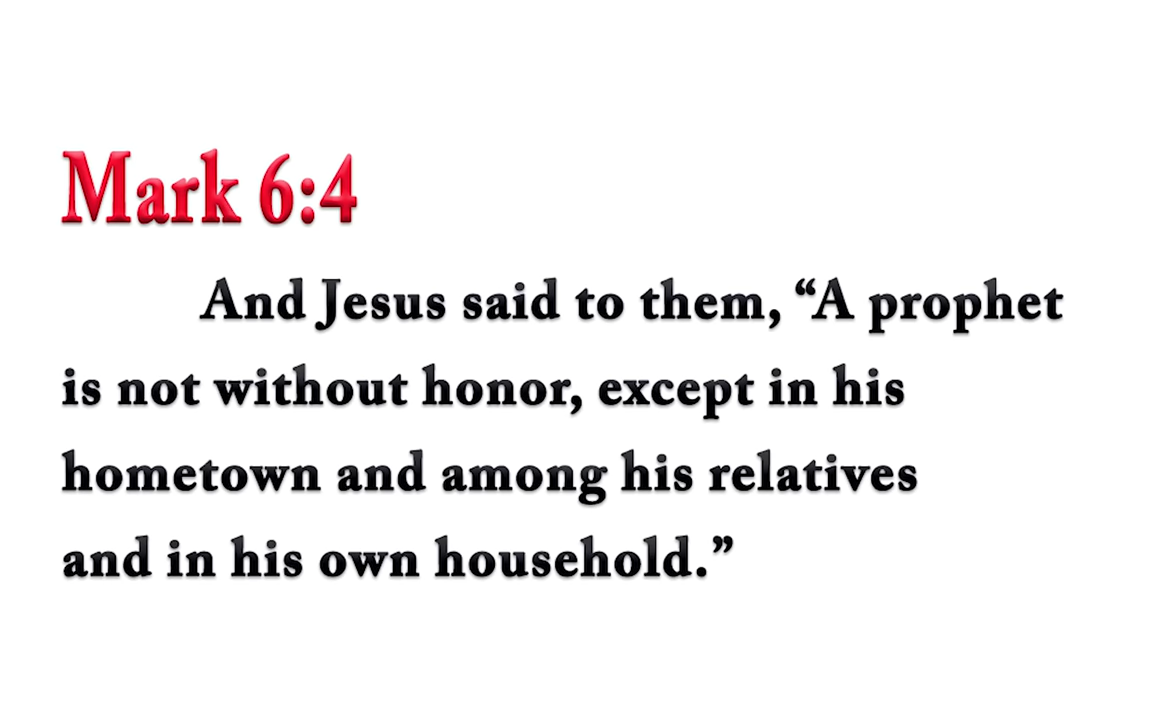 Mark 6:4
And Jesus said to them, “A prophet
is not without honor, except in his
hometown and among his relatives
and in his own household.”